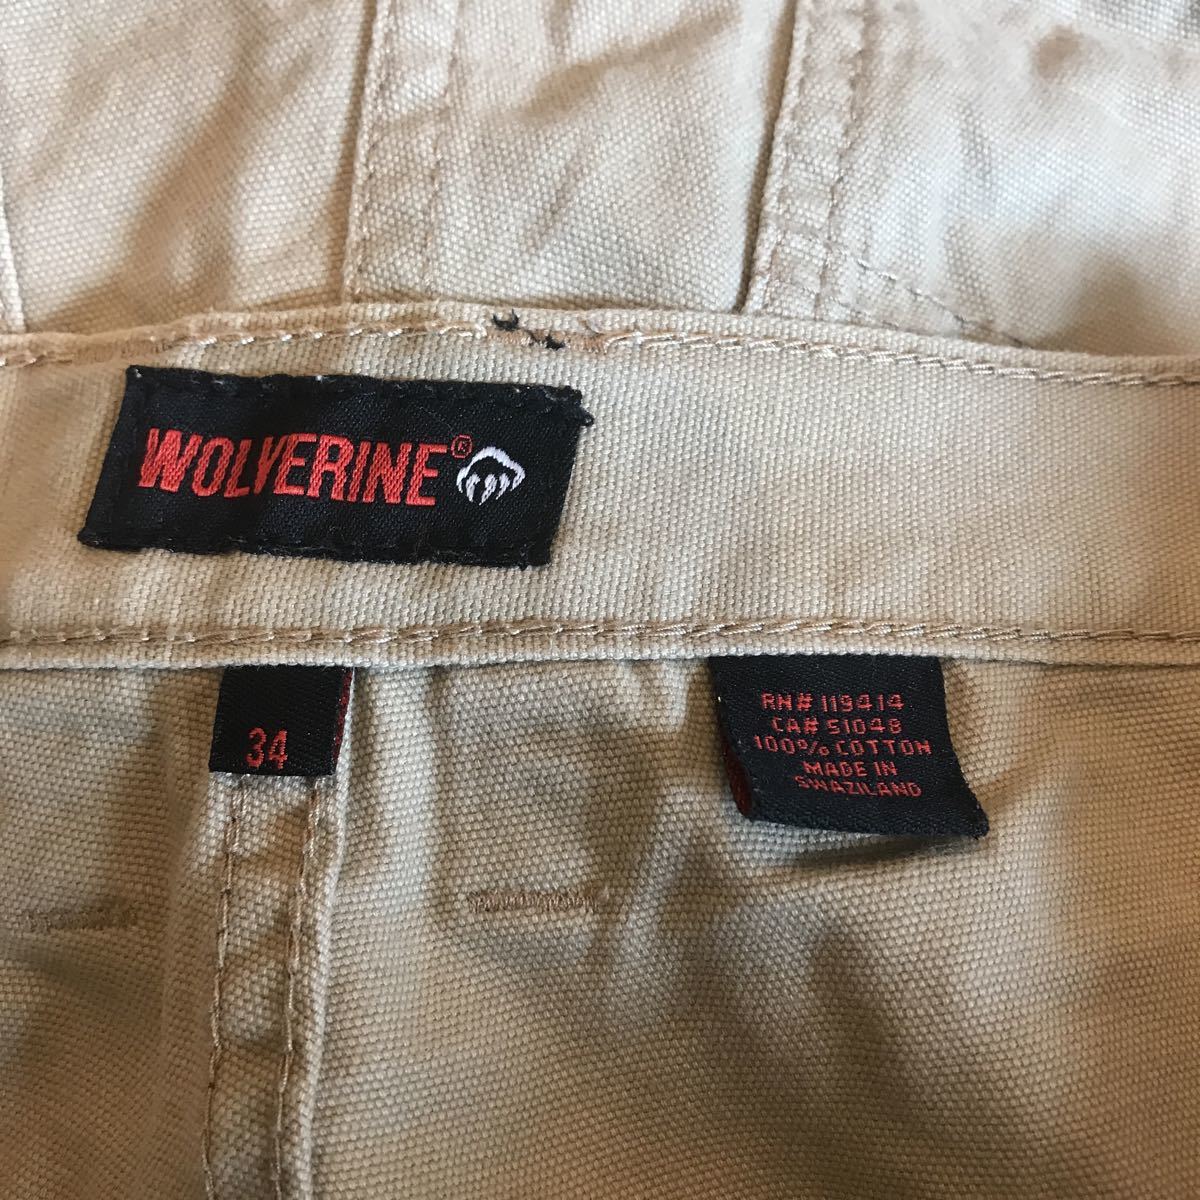 WOLVERINE®
34
RN# 119414
CA# 51048
100% COTTON
MADE IN
SWAZILAND